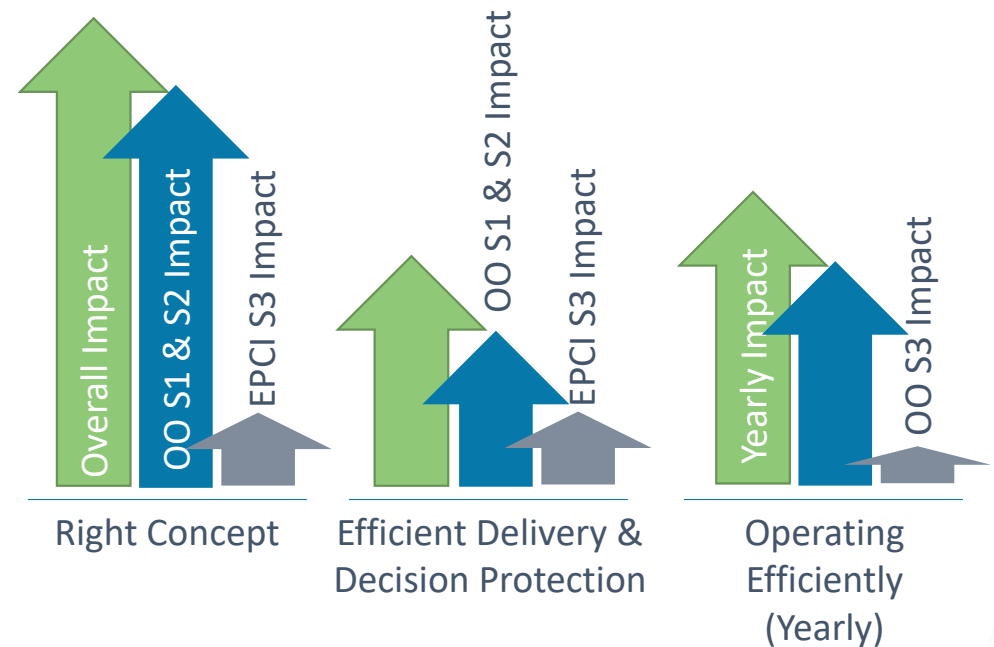 Overall Impact
OO S1 & S2 Impact
EPCI S3 Impact
Right Concept
OO S1 & S2 Impact
EPCI S3 Impact
Efficient Delivery &
Decision Protection
Yearly Impact
OO S3 Impact
Operating
Efficiently
(Yearly)